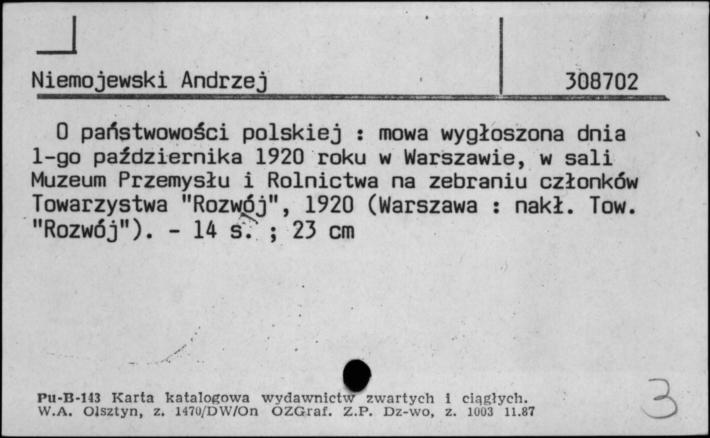 Niemojewski Andrzej 308702
O państwowości polskiej : mowa wygłoszona dnia
1-go października 1920 roku w Warszawie, w sali
Muzeum Przemysłu i Rolnictwa na zebraniu członków
Towarzystwa "Rozwój", 1920 (Warszawa : nakł. Tow.
"Rozwój"). - 14 s. ; 23 cm
Pu-B-143 Karta katalogowa wydawnictw zwartych i ciągłych.
W.A. Olsztyn, z. 1470/DW/On OZGraf. Z.P. Dz-wo, z. 1003 11.87
3